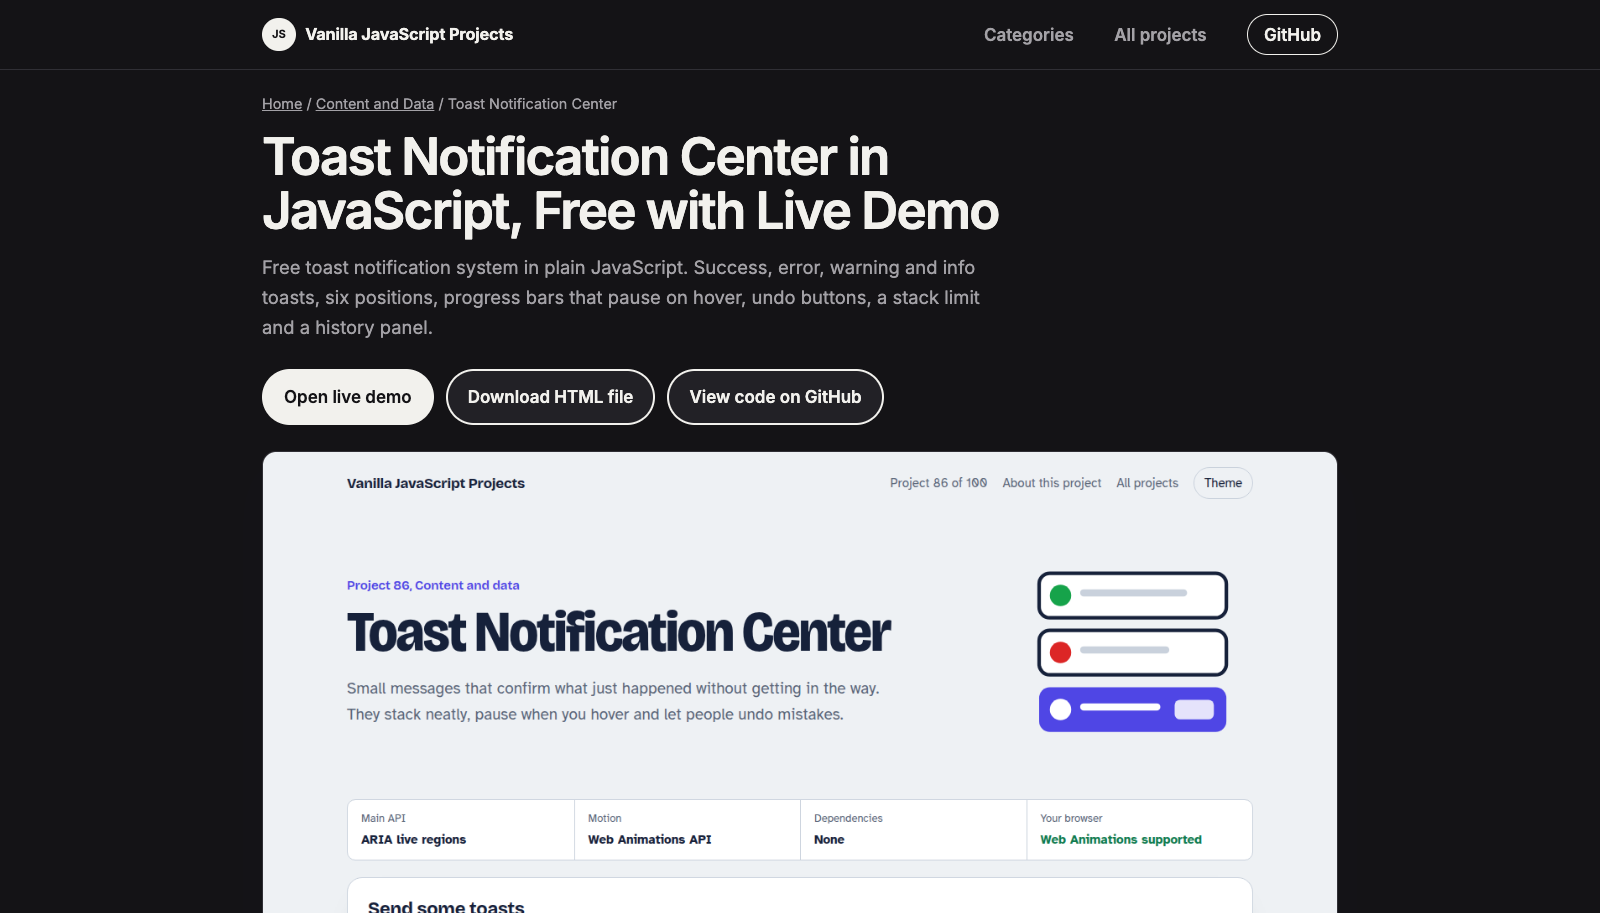 JS
Vanilla JavaScript Projects
Categories
All projects
GitHub
Home / Content and Data / Toast Notification Center
Toast Notification Center in
JavaScript, Free with Live Demo
Free toast notification system in plain JavaScript. Success, error, warning and info
toasts, six positions, progress bars that pause on hover, undo buttons, a stack limit
and a history panel.
Open live demo
Download HTML file
View code on GitHub
Vanilla JavaScript Projects
Project 86 of 100
About this project
All projects
Theme
Project 86, Content and data
Toast Notification Center
Small messages that confirm what just happened without getting in the way.
They stack neatly, pause when you hover and let people undo mistakes.
Main API
ARIA live regions
Motion
Web Animations API
Dependencies
None
Your browser
Web Animations supported
Send some toasts